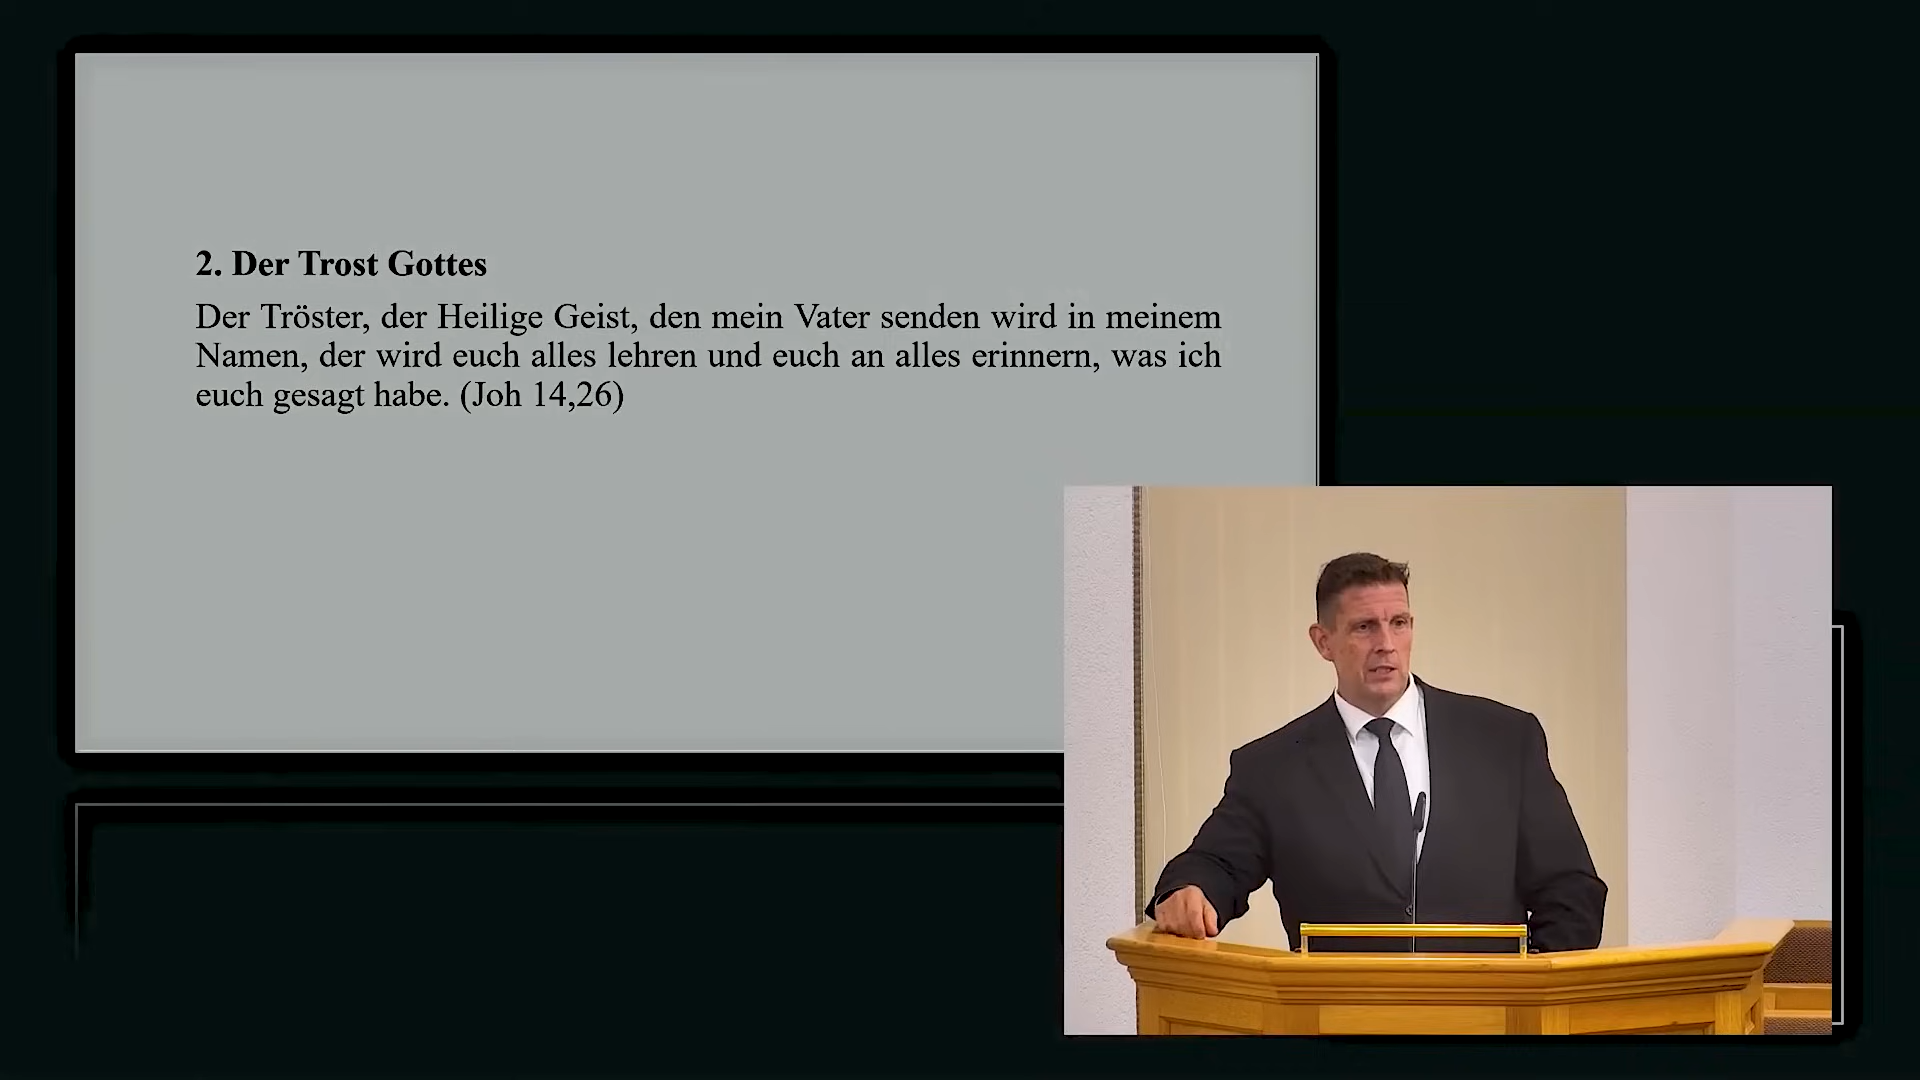 2. Der Trost Gottes
Der Tröster, der Heilige Geist, den mein Vater senden wird in meinem
Namen, der wird euch alles lehren und euch an alles erinnern, was ich
euch gesagt habe. (Joh 14,26)